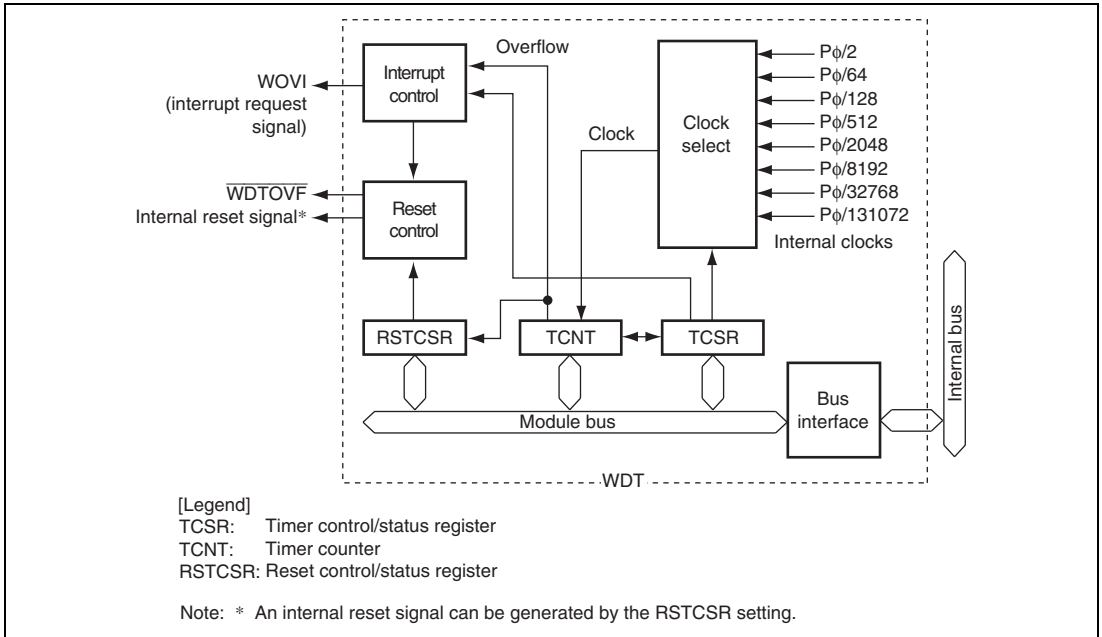 Overflow
Interrupt
control
WOVI
(interrupt request
signal)
Clock
Clock
select
Pφ/2
Pφ/64
Pφ/128
Pφ/512
Pφ/2048
Pφ/8192
Pφ/32768
Pφ/131072
Internal clocks
WDTOVF
Internal reset signal*
Reset
control
RSTCSR
TCNT
TCSR
Module bus
Bus
interface
Internal bus
WDT
[Legend]
TCSR: Timer control/status register
TCNT: Timer counter
RSTCSR: Reset control/status register
Note: * An internal reset signal can be generated by the RSTCSR setting.